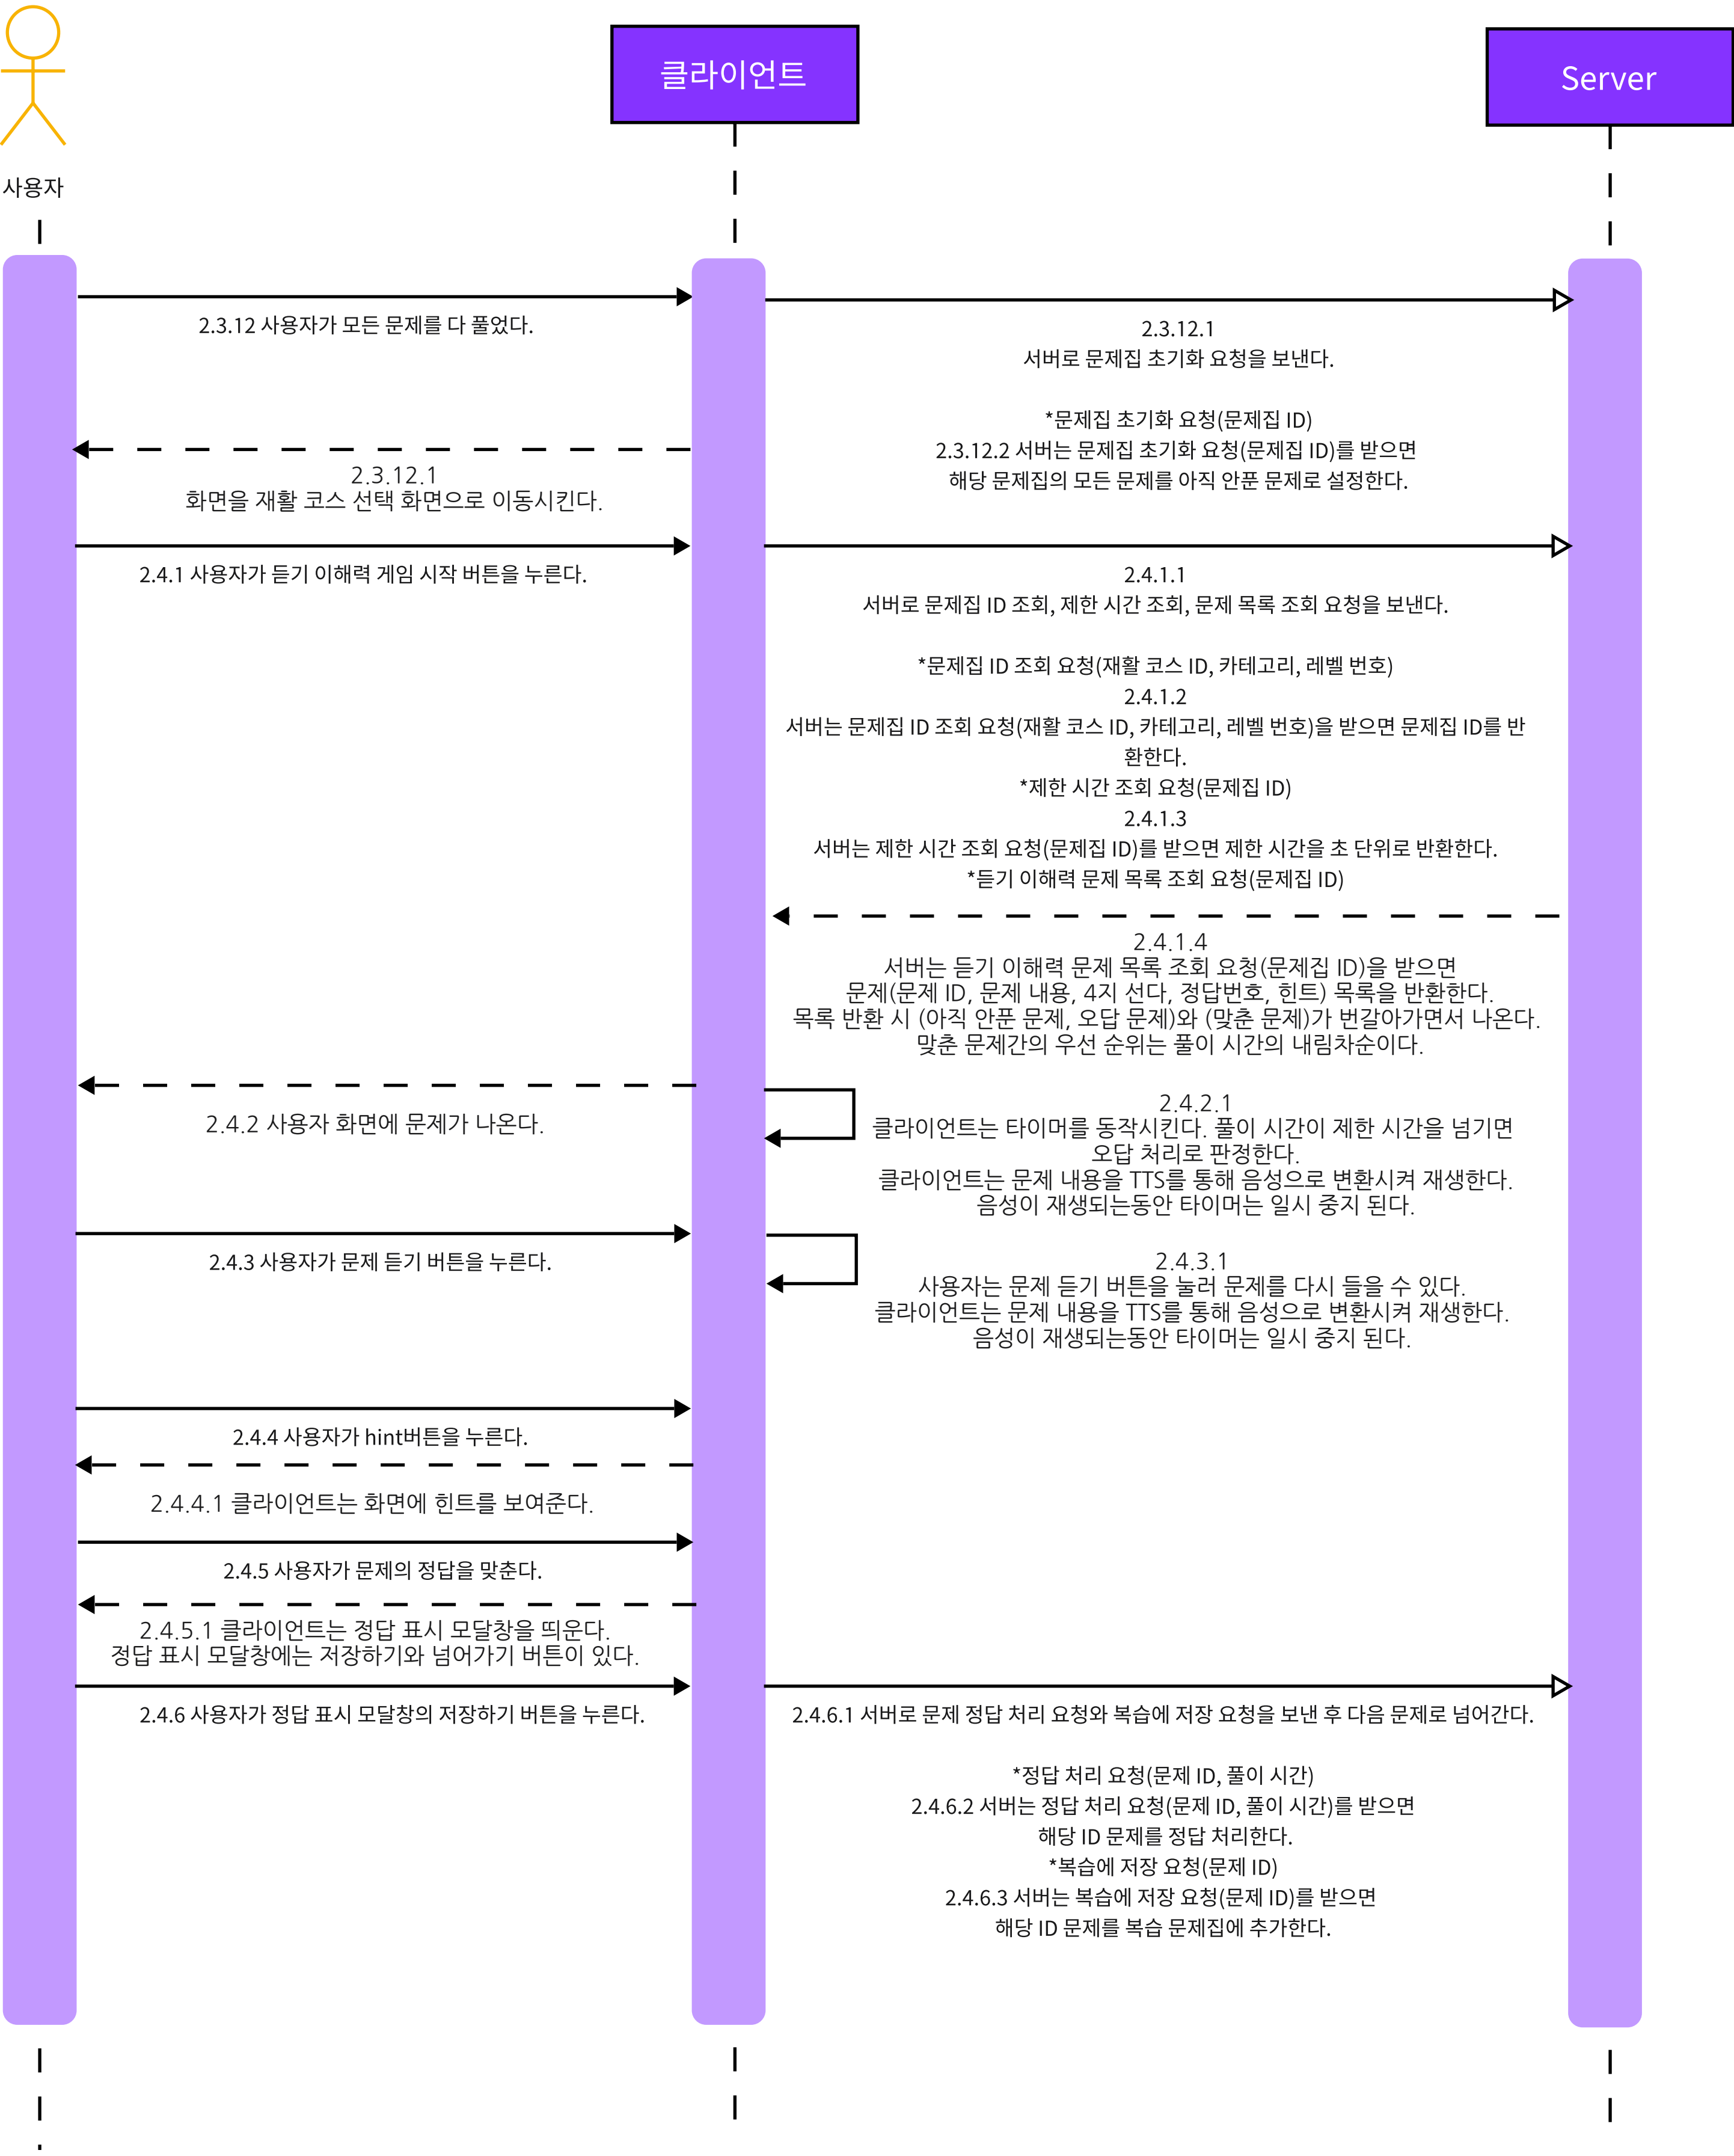 클라이언트
Server
사용자
2.3.12 사용자가 모든 문제를 다 풀었다.
2.3.12.1
서버로 문제집 초기화 요청을 보낸다.
*문제집 초기화 요청(문제집 ID)
2.3.12.2 서버는 문제집 초기화 요청(문제집 ID)를 받으면
해당 문제집의 모든 문제를 아직 안푼 문제로 설정한다.
2.3.12.1
화면을 재활 코스 선택 화면으로 이동시킨다.
2.4.1 사용자가 듣기 이해력 게임 시작 버튼을 누른다.
2.4.1.1
서버로 문제집 ID 조회, 제한 시간 조회, 문제 목록 조회 요청을 보낸다.
*문제집 ID 조회 요청(재활 코스 ID, 카테고리, 레벨 번호)
2.4.1.2
서버는 문제집 ID 조회 요청(재활 코스 ID, 카테고리, 레벨 번호)을 받으면 문제집 ID를 반
환한다.
*제한 시간 조회 요청(문제집 ID)
2.4.1.3
서버는 제한 시간 조회 요청(문제집 ID)를 받으면 제한 시간을 초 단위로 반환한다.
*듣기 이해력 문제 목록 조회 요청(문제집 ID)
2.4.1.4
서버는 듣기 이해력 문제 목록 조회 요청(문제집 ID)을 받으면
문제(문제 ID, 문제 내용, 4지 선다, 정답번호, 힌트) 목록을 반환한다.
목록 반환 시 (아직 안푼 문제, 오답 문제)와 (맞춘 문제)가 번갈아가면서 나온다.
맞춘 문제간의 우선 순위는 풀이 시간의 내림차순이다.
2.4.2 사용자 화면에 문제가 나온다.
2.4.2.1
클라이언트는 타이머를 동작시킨다. 풀이 시간이 제한 시간을 넘기면
오답 처리로 판정한다.
클라이언트는 문제 내용을 TTS를 통해 음성으로 변환시켜 재생한다.
음성이 재생되는동안 타이머는 일시 중지 된다.
2.4.3 사용자가 문제 듣기 버튼을 누른다.
2.4.3.1
사용자는 문제 듣기 버튼을 눌러 문제를 다시 들을 수 있다.
클라이언트는 문제 내용을 TTS를 통해 음성으로 변환시켜 재생한다.
음성이 재생되는동안 타이머는 일시 중지 된다.
2.4.4 사용자가 hint버튼을 누른다.
2.4.4.1 클라이언트는 화면에 힌트를 보여준다.
2.4.5 사용자가 문제의 정답을 맞춘다.
2.4.5.1 클라이언트는 정답 표시 모달창을 띄운다.
정답 표시 모달창에는 저장하기와 넘어가기 버튼이 있다.
2.4.6 사용자가 정답 표시 모달창의 저장하기 버튼을 누른다.
2.4.6.1 서버로 문제 정답 처리 요청와 복습에 저장 요청을 보낸 후 다음 문제로 넘어간다.
*정답 처리 요청(문제 ID, 풀이 시간)
2.4.6.2 서버는 정답 처리 요청(문제 ID, 풀이 시간)를 받으면
해당 ID 문제를 정답 처리한다.
*복습에 저장 요청(문제 ID)
2.4.6.3 서버는 복습에 저장 요청(문제 ID)를 받으면
해당 ID 문제를 복습 문제집에 추가한다.